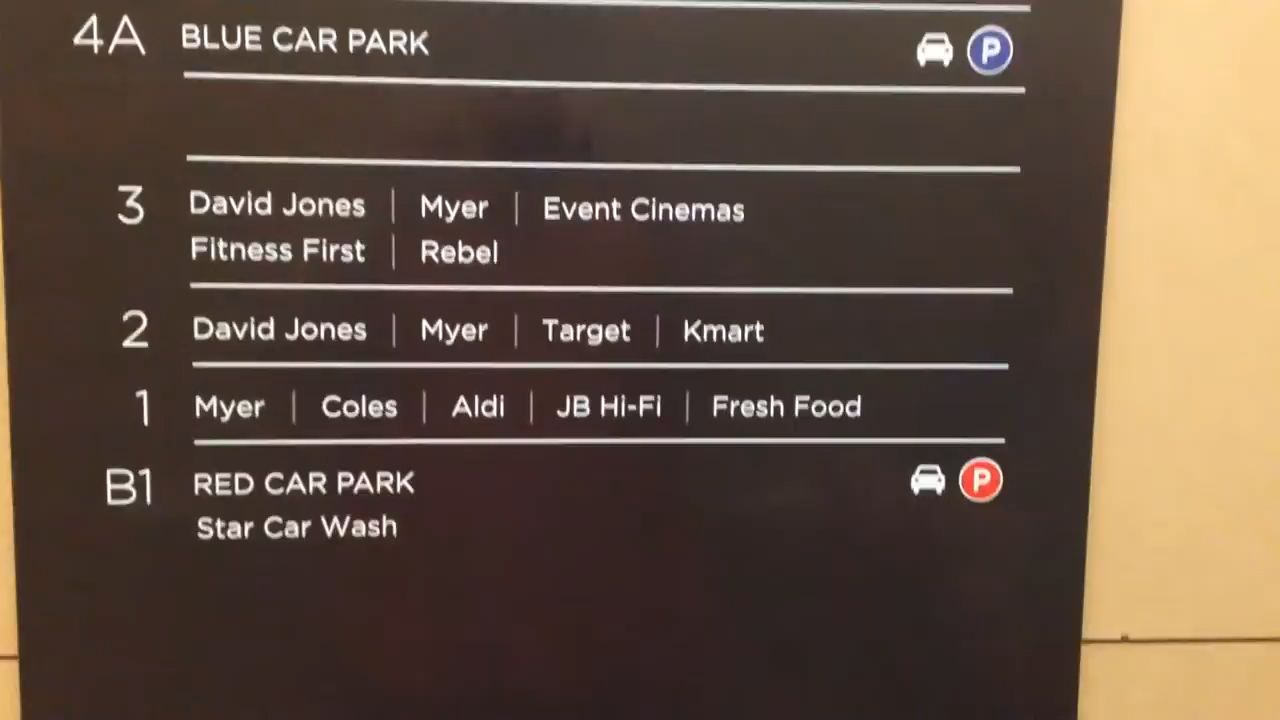 4A BLUE CAR PARK P
3 David Jones | Myer | Event Cinemas
Fitness First | Rebel
2 David Jones | Myer | Target | Kmart
1 Myer | Coles | Aldi | JB Hi-Fi | Fresh Food
B1 RED CAR PARK P
Star Car Wash